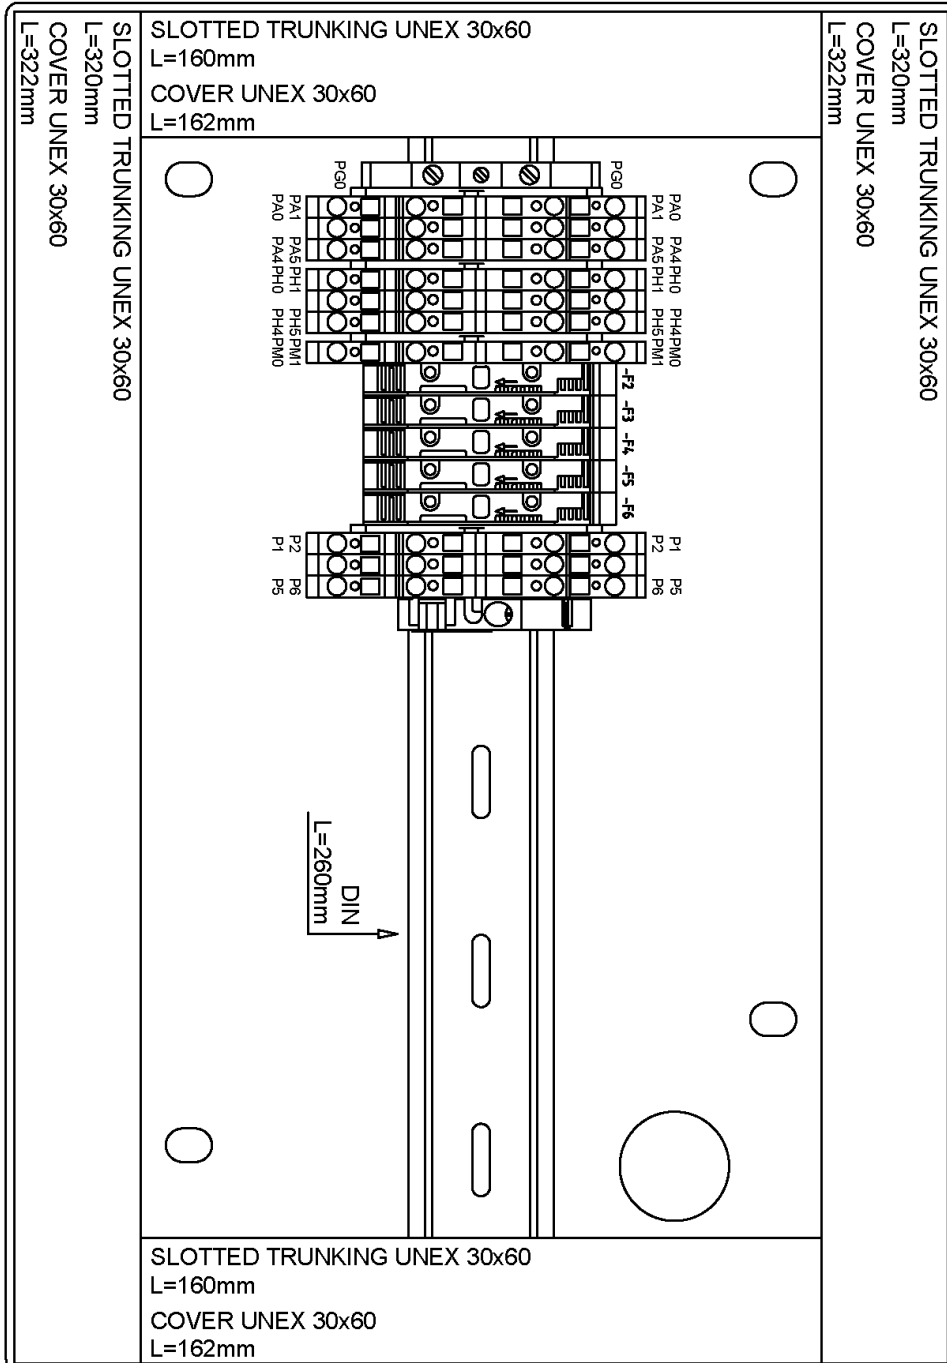 SLOTTED TRUNKING UNEX 30x60
L=160mm
COVER UNEX 30x60
L=162mm
SLOTTED TRUNKING UNEX 30x60
L=320mm
COVER UNEX 30x60
L=322mm
SLOTTED TRUNKING UNEX 30x60
L=320mm
COVER UNEX 30x60
L=322mm
PG0
PG0
PA1
PA0
PA5
PA4
PH1
PH0
PH5
PH4
PM1
PM0
PA0
PA1
PA4
PA5
PH0
PH1
PH4
PH5
PM0
PM1
-F2
-F3
-F4
-F5
-F6
P2
P1
P6
P5
P1
P2
P5
P6
DIN
L=260mm
SLOTTED TRUNKING UNEX 30x60
L=160mm
COVER UNEX 30x60
L=162mm